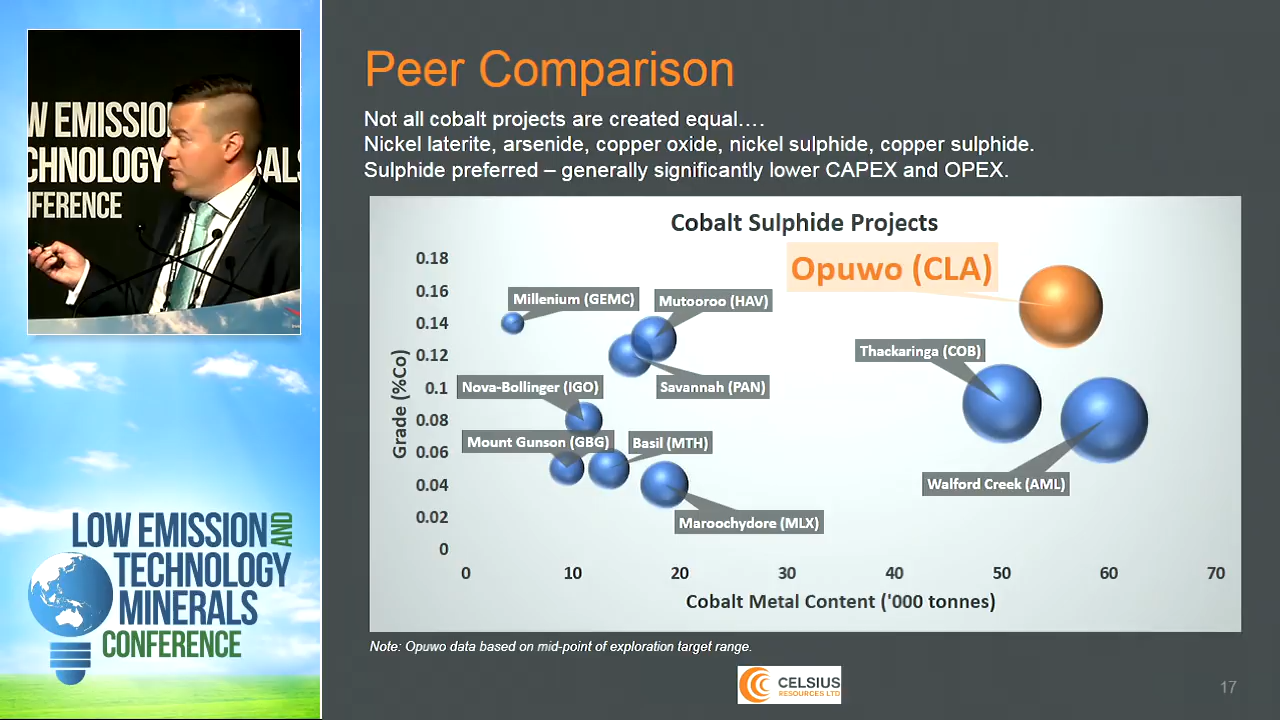 W EMISSIO
CHNOLOGY
MINERALS
NFERENCE
LOW EMISSION AND
TECHNOLOGY
MINERALS
CONFERENCE
Peer Comparison
Not all cobalt projects are created equal….
Nickel laterite, arsenide, copper oxide, nickel sulphide, copper sulphide.
Sulphide preferred – generally significantly lower CAPEX and OPEX.
Cobalt Sulphide Projects
Opuwo (CLA)
Millenium (GEMC)
Mutooroo (HAV)
Thackaringa (COB)
Nova-Bollinger (IGO)
Savannah (PAN)
Mount Gunson (GBG)
Basil (MTH)
Walford Creek (AML)
Maroochydore (MLX)
Grade (%Co)
0.18
0.16
0.14
0.12
0.1
0.08
0.06
0.04
0.02
0
0 10 20 30 40 50 60 70
Cobalt Metal Content ('000 tonnes)
Note: Opuwo data based on mid-point of exploration target range.
CELSIUS
RESOURCES LTD
17